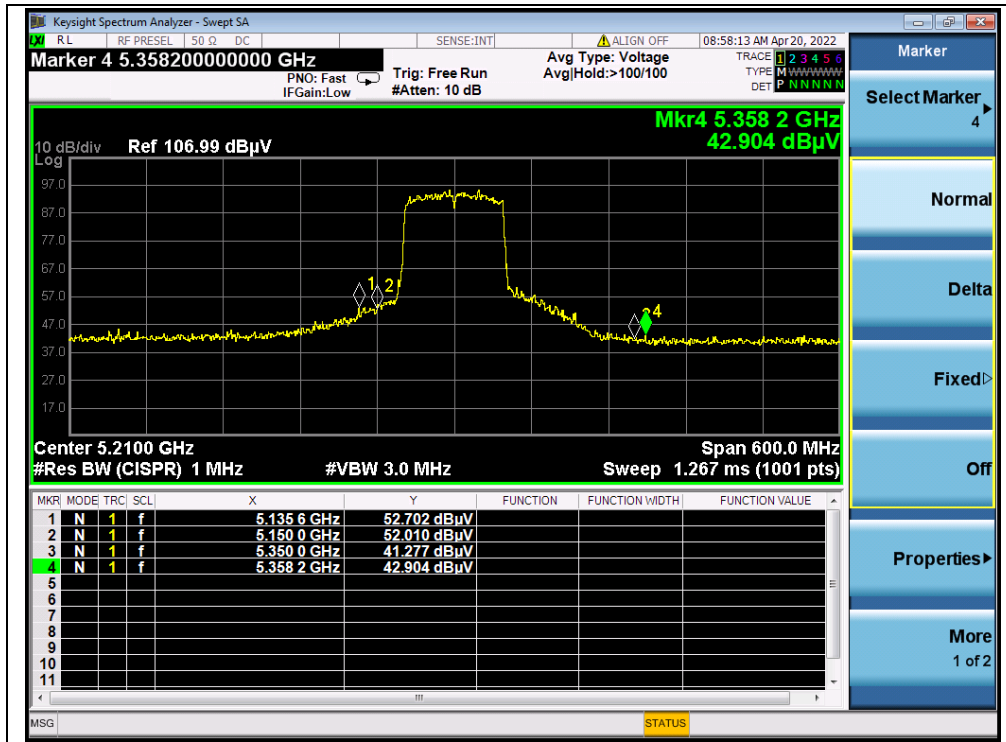 Keysight Spectrum Analyzer - Swept SA
LXI RL RF PRESEL 50 Ω DC SENSE:INT ALIGN OFF 08:58:13 AM Apr 20, 2022
Marker 4 5.358200000000 GHz
PNO: Fast
IFGain:Low
Trig: Free Run
#Atten: 10 dB
Avg Type: Voltage
Avg|Hold:>100/100
TRACE 1 2 3 4 5 6
TYPE M WWWWW
DET P N N N N N
Mkr4 5.358 2 GHz
42.904 dBµV
10 dB/div Ref 106.99 dBµV
Log
97.0
87.0
77.0
67.0
57.0
47.0
37.0
27.0
17.0
1 2
4
Center 5.2100 GHz Span 600.0 MHz
#Res BW (CISPR) 1 MHz #VBW 3.0 MHz Sweep 1.267 ms (1001 pts)
MKR MODE TRC SCL X Y FUNCTION FUNCTION WIDTH FUNCTION VALUE
1 N 1 f 5.135 6 GHz 52.702 dBµV
2 N 1 f 5.150 0 GHz 52.010 dBµV
3 N 1 f 5.350 0 GHz 41.277 dBµV
4 N 1 f 5.358 2 GHz 42.904 dBµV
5
6
7
8
9
10
11
MSG STATUS
Marker
Select Marker
4
Normal
Delta
Fixed
Off
Properties
More
1 of 2